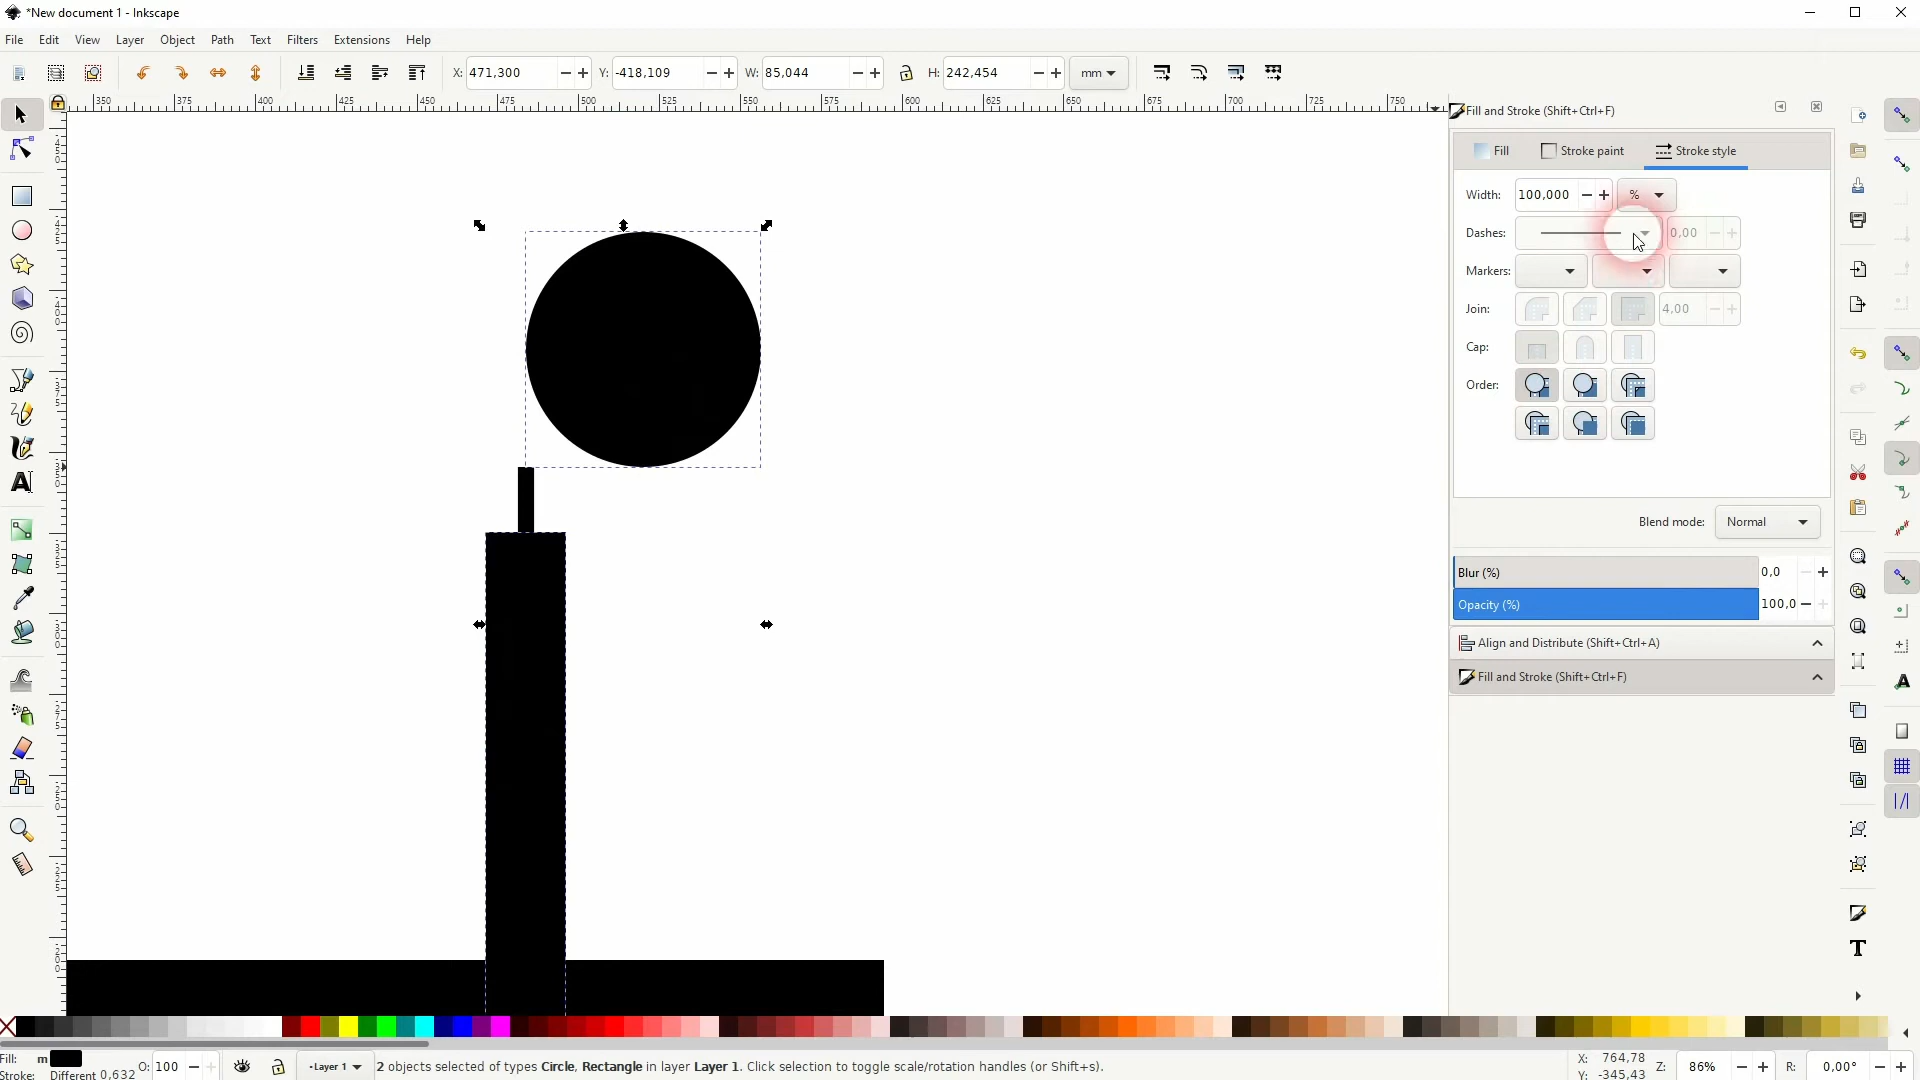 *New document 1 - Inkscape
File Edit View Layer Object Path Text Filters Extensions Help
X: 471,300 Y: -418,109 W: 85,044 H: 242,454 mm
350 375 400 425 450 475 500 525 550 575 600 625 650 675 700 725 750
Fill and Stroke (Shift+Ctrl+F)
Fill Stroke paint Stroke style
Width: 100,000 %
Dashes: 0,00
Markers:
Join: 4,00
Cap:
Order:
Blend mode: Normal
Blur (%) 0,0
Opacity (%) 100,0
Align and Distribute (Shift+Ctrl+A)
Fill and Stroke (Shift+Ctrl+F)
Fill: m O: 100 Layer 1 2 objects selected of types Circle, Rectangle in layer Layer 1. Click selection to toggle scale/rotation handles (or Shift+s). X: 764,78 Z: 86% R: 0,00°
Stroke: Different 0,632 Y: -345,43